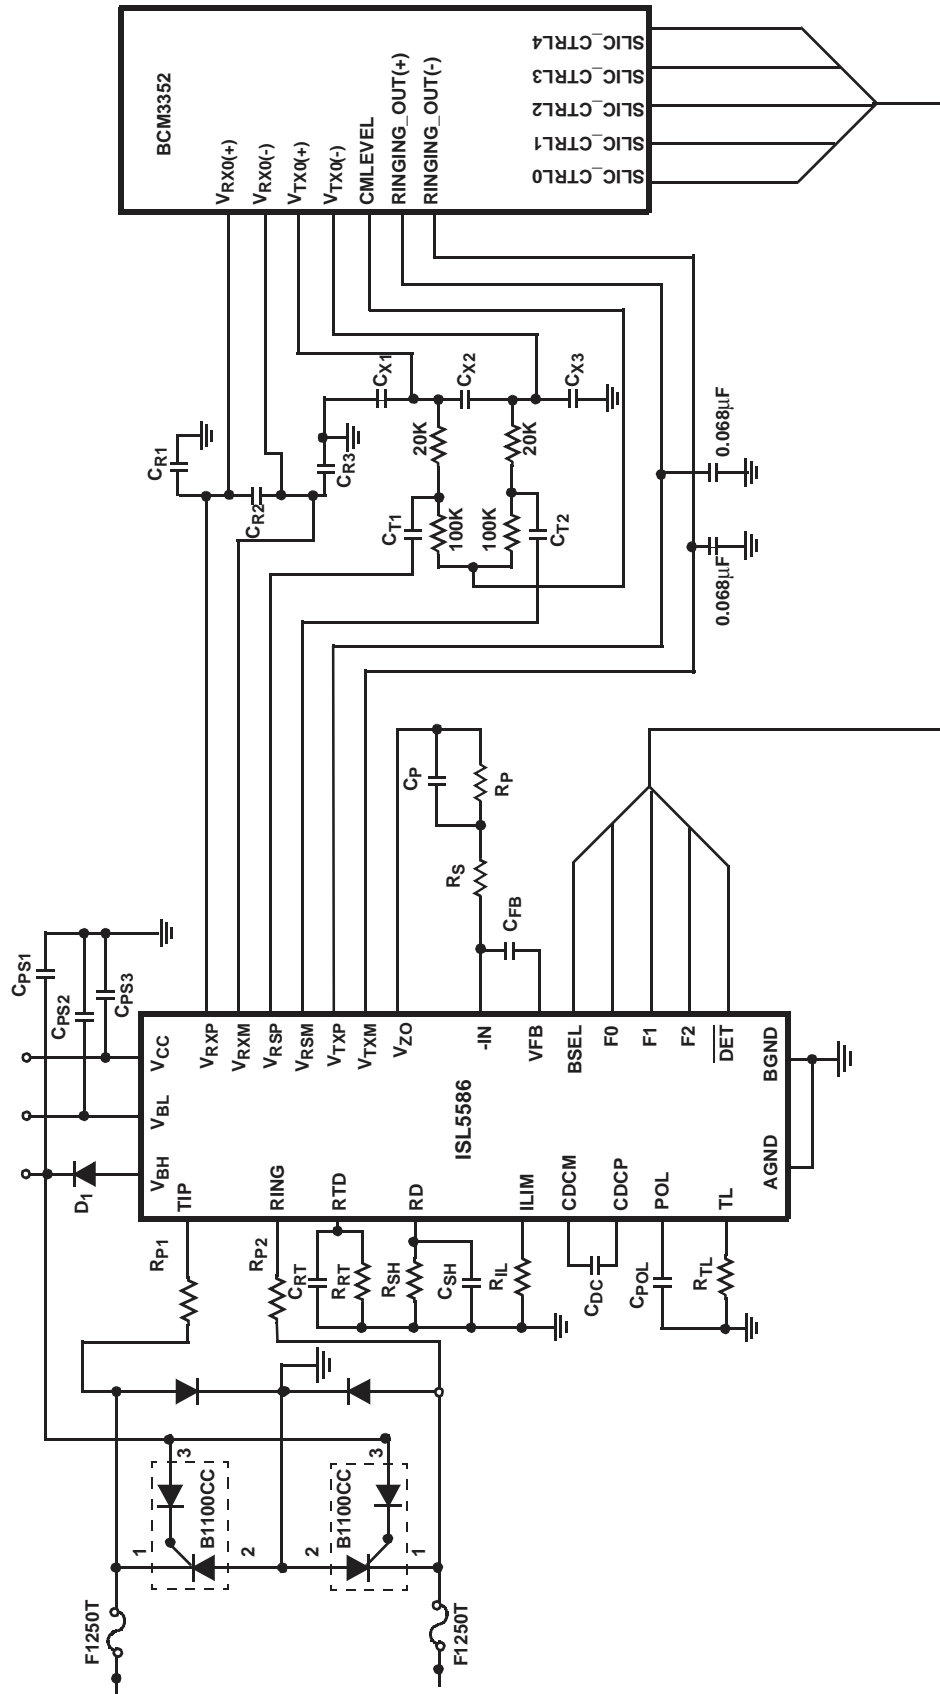 BCM3352
VRX0(+)
VRX0(-)
VTX0(+)
VTX0(-)
CMLEVEL
RINGING_OUT(+)
RINGING_OUT(-)
SLIC_CTRL4
SLIC_CTRL3
SLIC_CTRL2
SLIC_CTRL1
SLIC_CTRL0
CR1
CR2
CR3
CX1
CX2
CX3
20K
20K
CT1
100K
100K
CT2
0.068µF
0.068µF
CP
RP
RS
CFB
CPS1
CPS2
CPS3
D1
VCC
VBL
VBH
VRXP
VRXM
VRSP
VRSM
VTXP
VTXM
VZO
-IN
VFB
BSEL
F0
F1
F2
DET
BGND
ISL5586
TIP
RING
RTD
RD
ILIM
CDCM
CDCP
POL
TL
AGND
RP1
RP2
CRT
RRT
RSH
CSH
RIL
CDC
CPOL
RTL
3
B1100CC
1
2
3
B1100CC
2
1
F1250T
F1250T